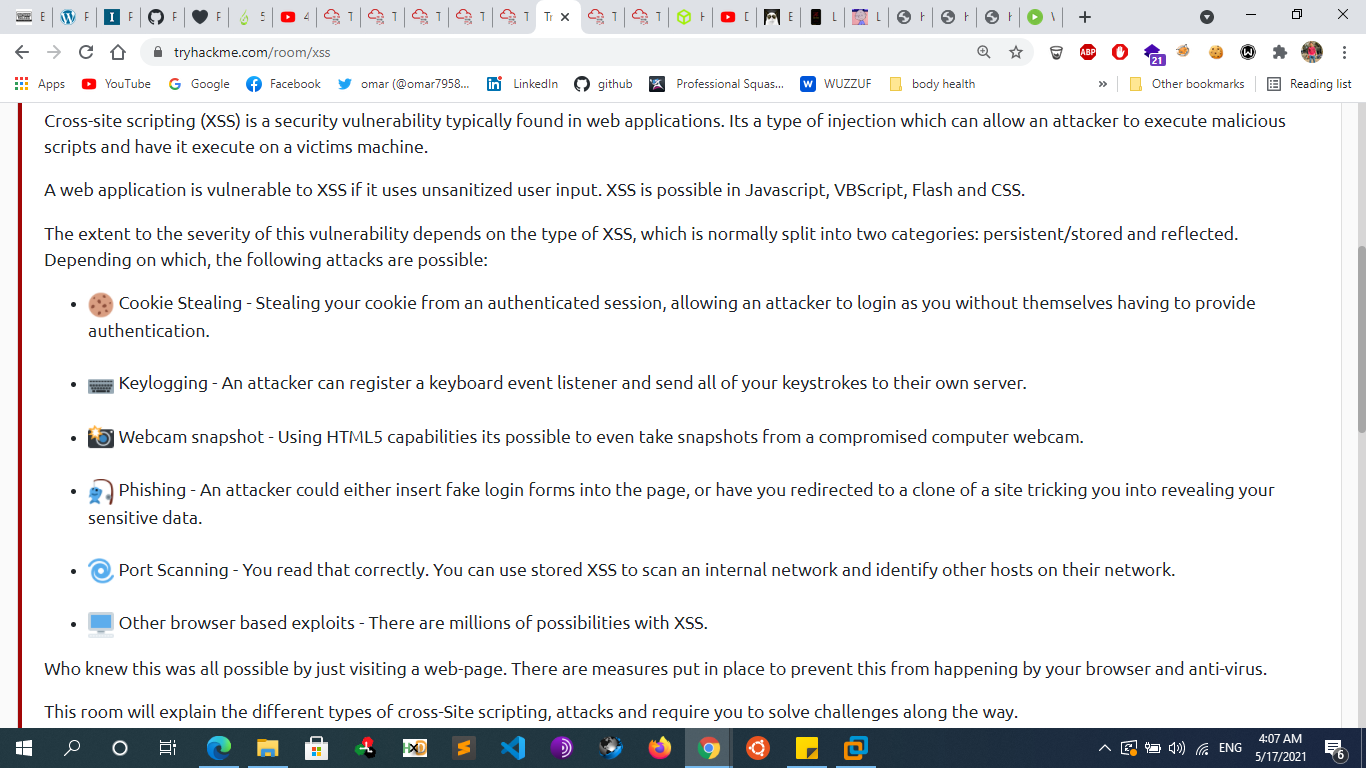 E
F
F
I
F
F
5
4
T
T
T
T
T
Tr
T
T
H
D
E
L
L
H
H
H
V
tryhackme.com/room/xss
ABP
21
Apps
YouTube
Google
Facebook
omar (@omar7958...
LinkedIn
github
Professional Squas...
WUZZUF
body health
»
Other bookmarks
Reading list
Cross-site scripting (XSS) is a security vulnerability typically found in web applications. Its a type of injection which can allow an attacker to execute malicious
scripts and have it execute on a victims machine.
A web application is vulnerable to XSS if it uses unsanitized user input. XSS is possible in Javascript, VBScript, Flash and CSS.
The extent to the severity of this vulnerability depends on the type of XSS, which is normally split into two categories: persistent/stored and reflected.
Depending on which, the following attacks are possible:
• Cookie Stealing - Stealing your cookie from an authenticated session, allowing an attacker to login as you without themselves having to provide
authentication.
• Keylogging - An attacker can register a keyboard event listener and send all of your keystrokes to their own server.
• Webcam snapshot - Using HTML5 capabilities its possible to even take snapshots from a compromised computer webcam.
• Phishing - An attacker could either insert fake login forms into the page, or have you redirected to a clone of a site tricking you into revealing your
sensitive data.
• Port Scanning - You read that correctly. You can use stored XSS to scan an internal network and identify other hosts on their network.
• Other browser based exploits - There are millions of possibilities with XSS.
Who knew this was all possible by just visiting a web-page. There are measures put in place to prevent this from happening by your browser and anti-virus.
This room will explain the different types of cross-Site scripting, attacks and require you to solve challenges along the way.
ENG
4:07 AM
5/17/2021
6